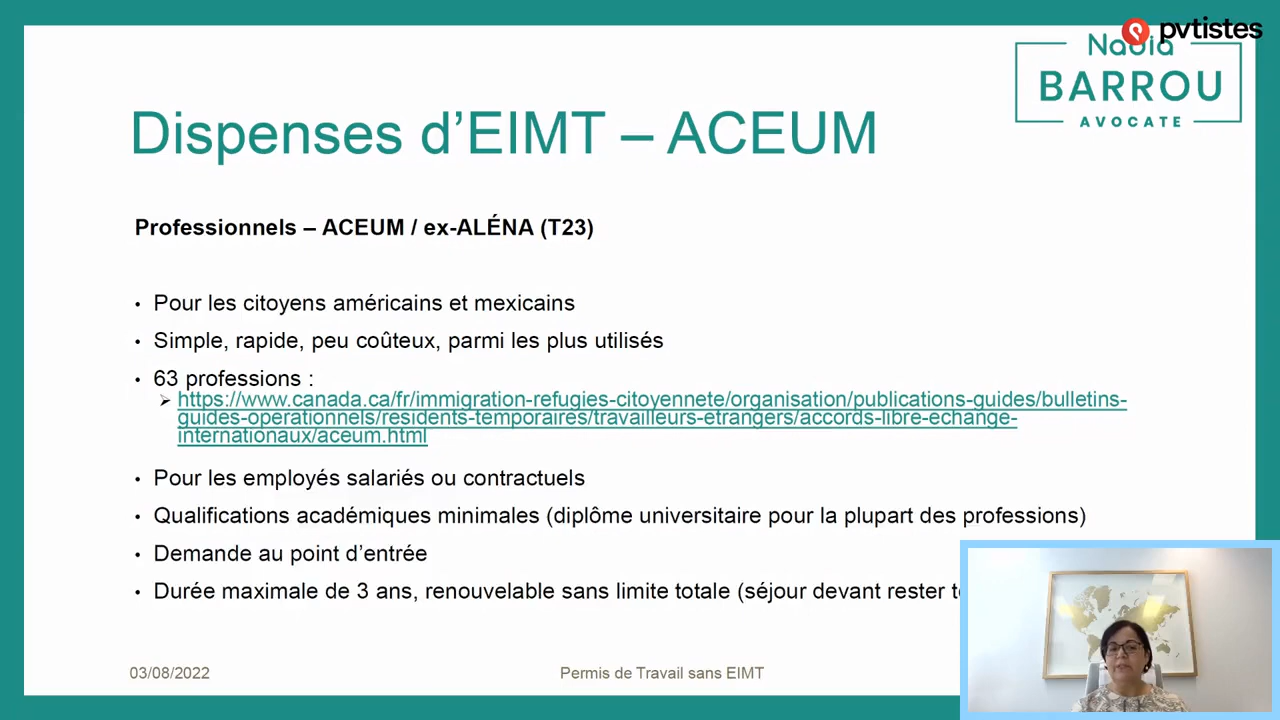 pvtistes
Nadia
BARROU
AVOCATE
Dispenses d’EIMT – ACEUM
Professionnels – ACEUM / ex-ALÉNA (T23)
• Pour les citoyens américains et mexicains
• Simple, rapide, peu coûteux, parmi les plus utilisés
• 63 professions :
➢ https://www.canada.ca/fr/immigration-refugies-citoyennete/organisation/publications-guides/bulletins-
guides-operationnels/residents-temporaires/travailleurs-etrangers/accords-libre-echange-
internationaux/aceum.html
• Pour les employés salariés ou contractuels
• Qualifications académiques minimales (diplôme universitaire pour la plupart des professions)
• Demande au point d’entrée
• Durée maximale de 3 ans, renouvelable sans limite totale (séjour devant rester
03/08/2022
Permis de Travail sans EIMT